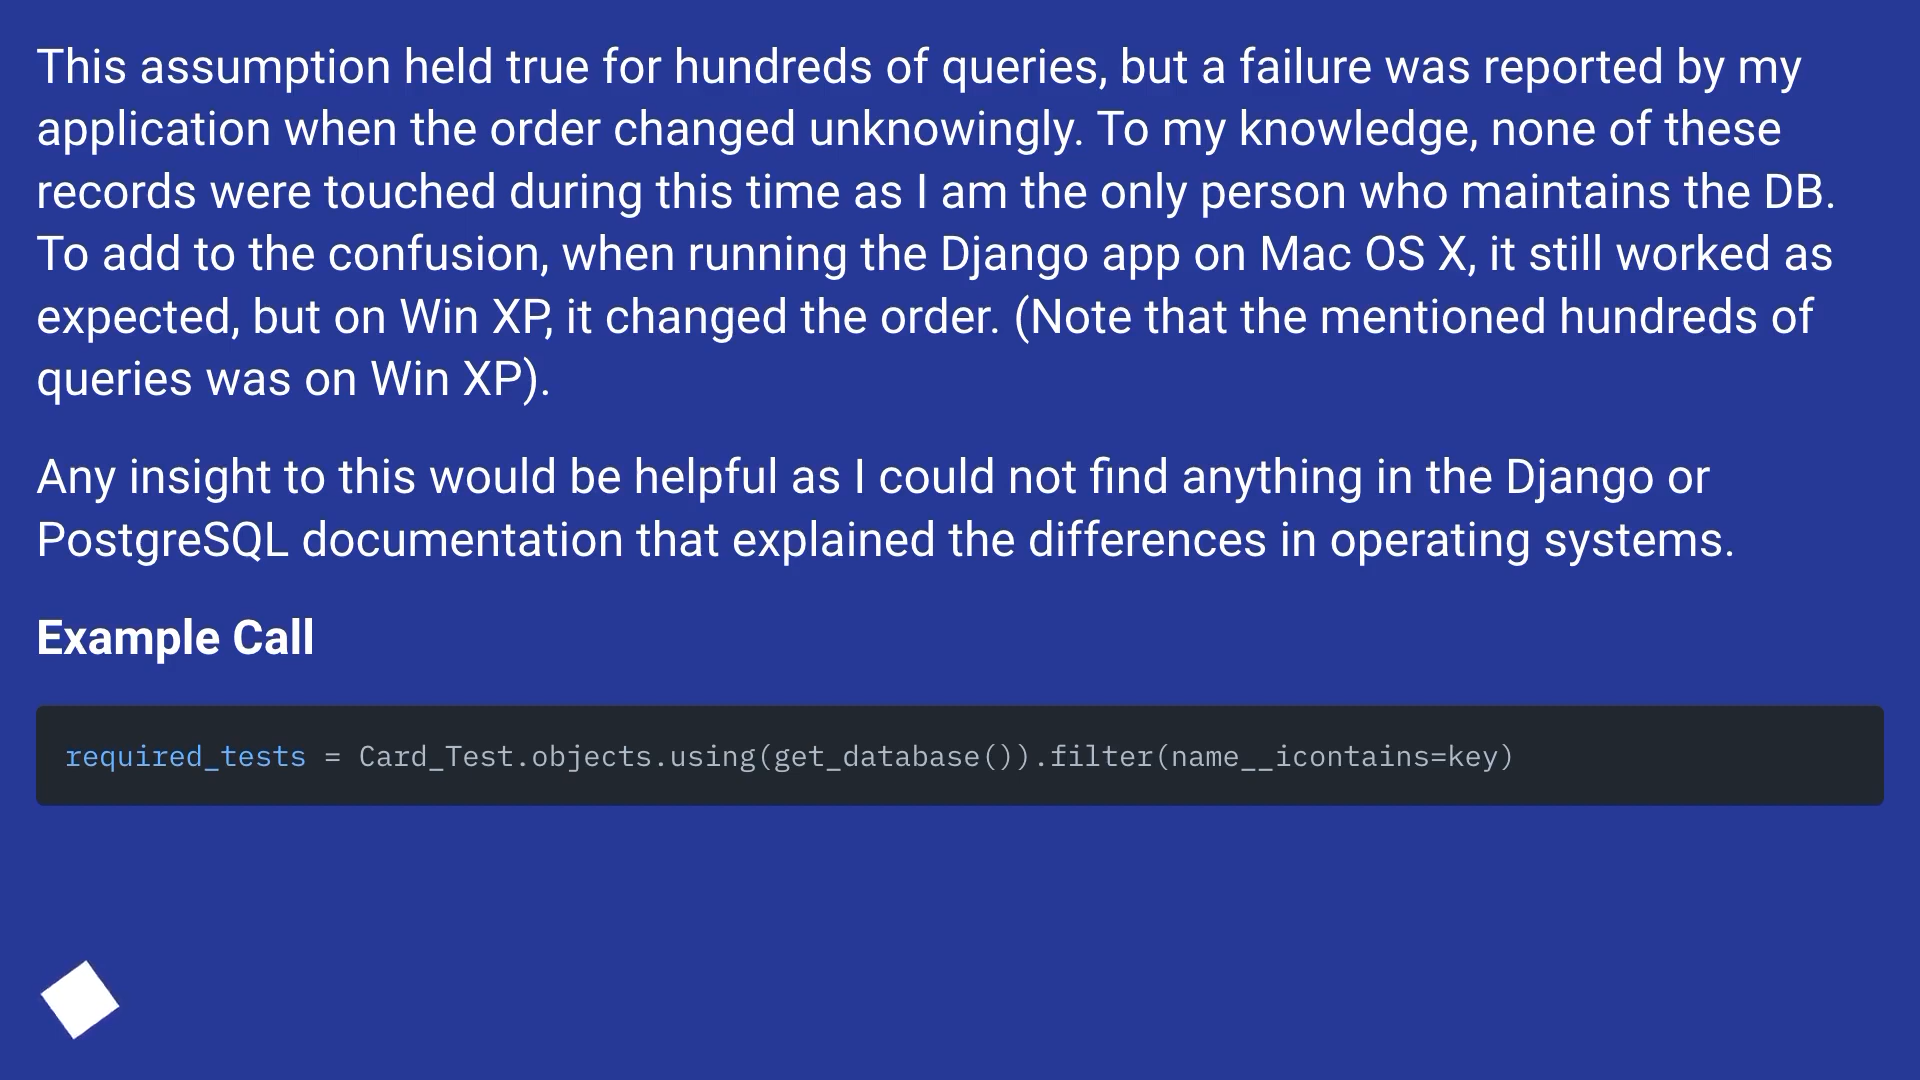 This assumption held true for hundreds of queries, but a failure was reported by my
application when the order changed unknowingly. To my knowledge, none of these
records were touched during this time as I am the only person who maintains the DB.
To add to the confusion, when running the Django app on Mac OS X, it still worked as
expected, but on Win XP, it changed the order. (Note that the mentioned hundreds of
queries was on Win XP).
Any insight to this would be helpful as I could not find anything in the Django or
PostgreSQL documentation that explained the differences in operating systems.
Example Call
required_tests = Card_Test.objects.using(get_database()).filter(name__icontains=key)